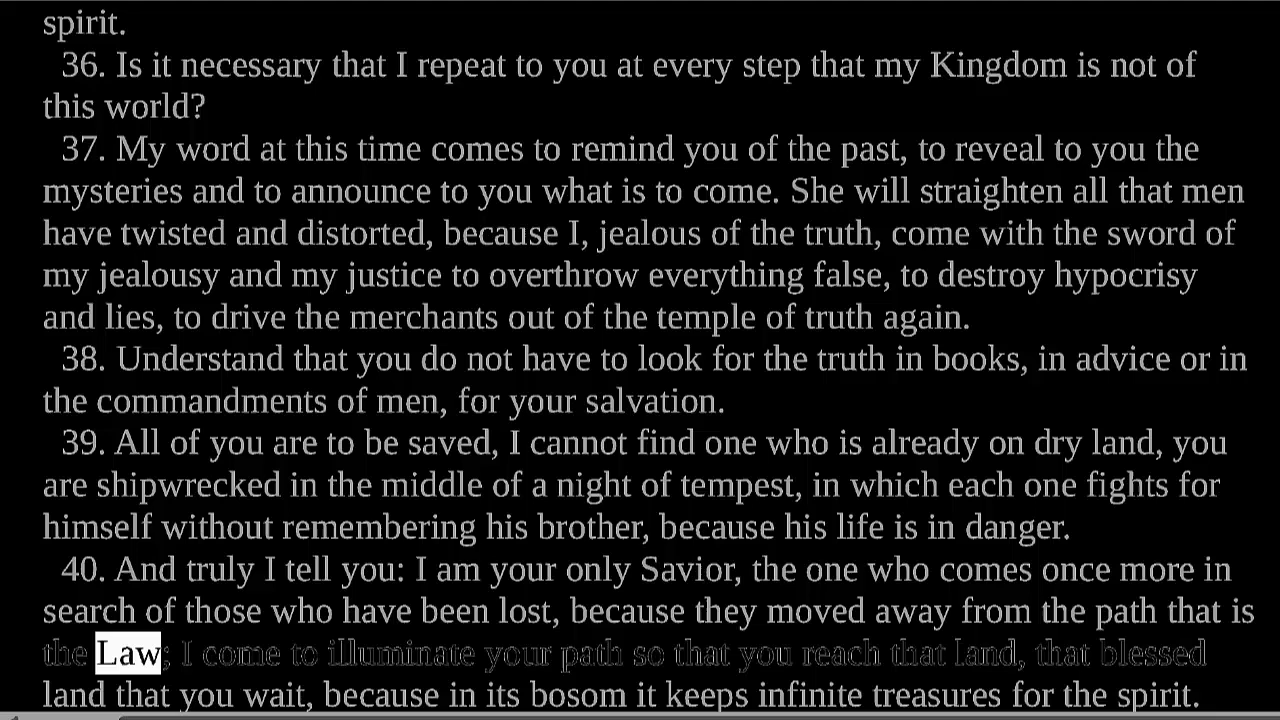 spirit.
36. Is it necessary that I repeat to you at every step that my Kingdom is not of
this world?
37. My word at this time comes to remind you of the past, to reveal to you the
mysteries and to announce to you what is to come. She will straighten all that men
have twisted and distorted, because I, jealous of the truth, come with the sword of
my jealousy and my justice to overthrow everything false, to destroy hypocrisy
and lies, to drive the merchants out of the temple of truth again.
38. Understand that you do not have to look for the truth in books, in advice or in
the commandments of men, for your salvation.
39. All of you are to be saved, I cannot find one who is already on dry land, you
are shipwrecked in the middle of a night of tempest, in which each one fights for
himself without remembering his brother, because his life is in danger.
40. And truly I tell you: I am your only Savior, the one who comes once more in
search of those who have been lost, because they moved away from the path that is
the Law; I come to illuminate your path so that you reach that land, that blessed
land that you wait, because in its bosom it keeps infinite treasures for the spirit.